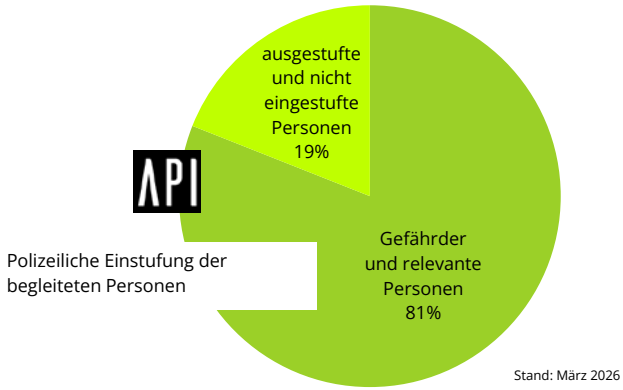 ausgestufte
und nicht
eingestufte
Personen
19%
API
Polizeiliche Einstufung der
begleiteten Personen
Gefährder
und relevante
Personen
81%
Stand: März 2026